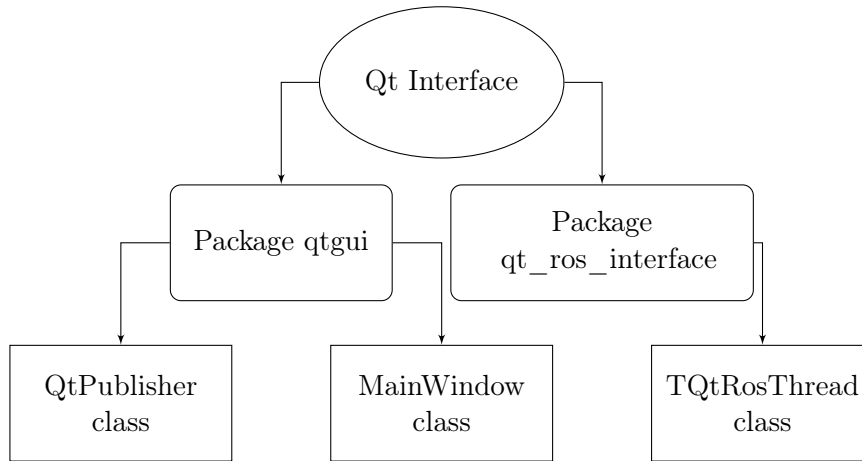 Qt Interface
Package qtgui
Package
qt_ros_interface
QtPublisher
class
MainWindow
class
TQtRosThread
class